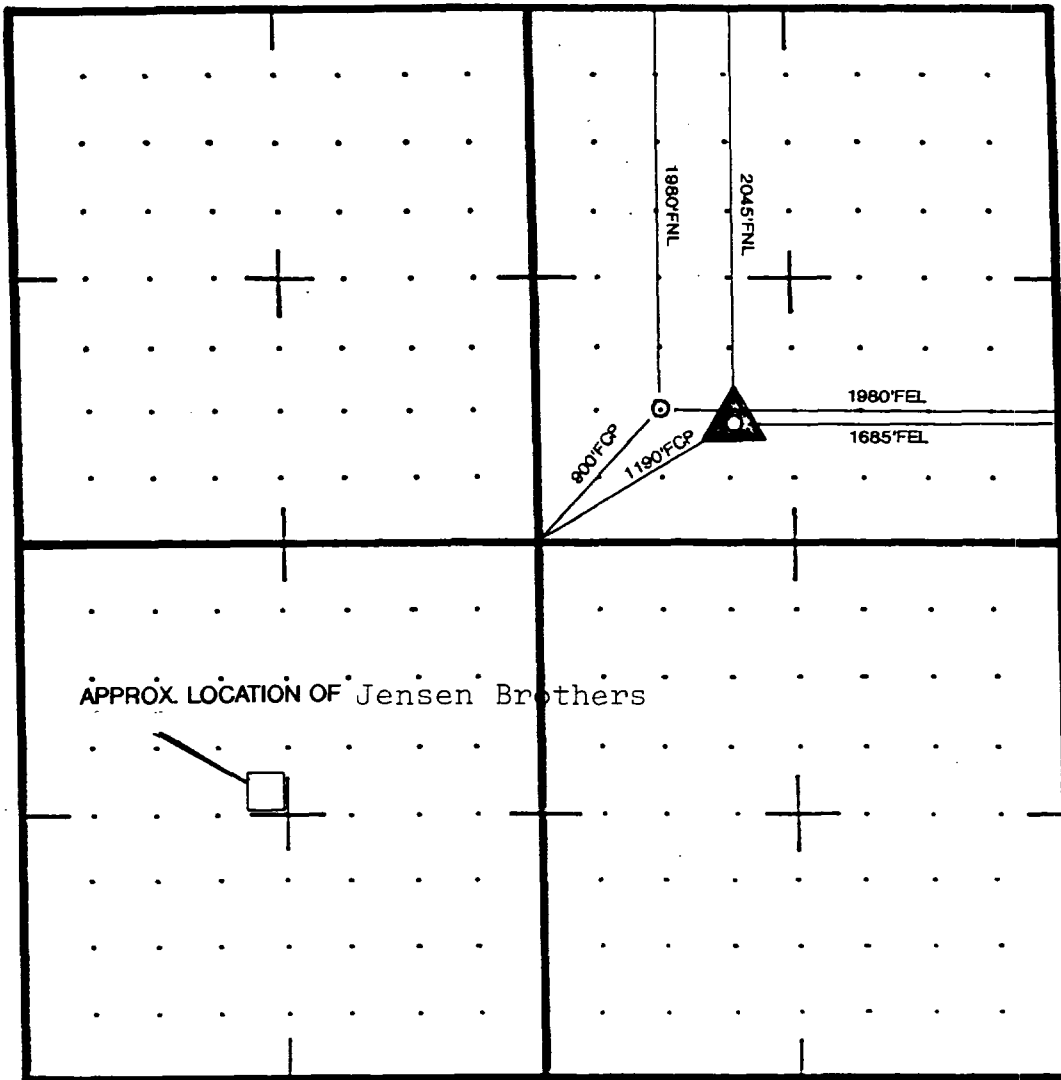 1980'FNL
2045'FNL
1980'FEL
1685'FEL
900'FCP
1190'FCP
APPROX. LOCATION OF Jensen Brothers